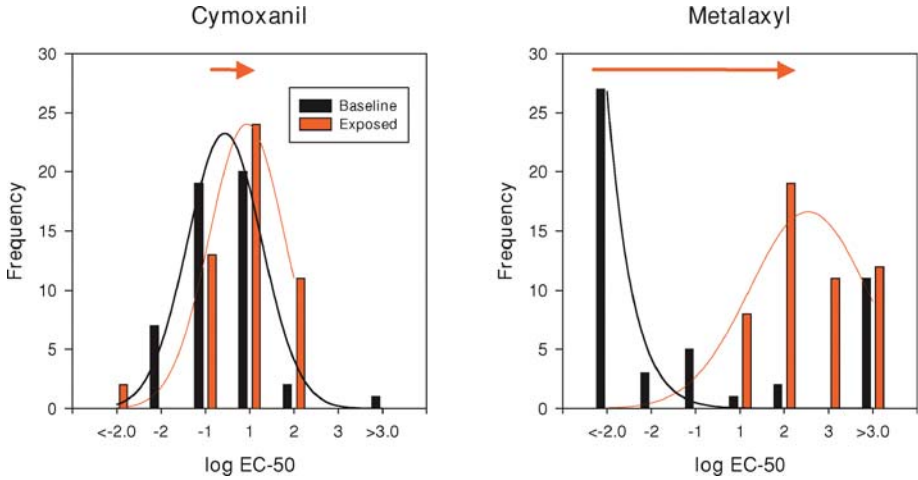 Cymoxanil
Metalaxyl
30
25
20
15
10
5
0
Frequency
Baseline
Exposed
<-2.0 -2 -1 1 2 3 >3.0
log EC-50
30
25
20
15
10
5
0
Frequency
<-2.0 -2 -1 1 2 3 >3.0
log EC-50